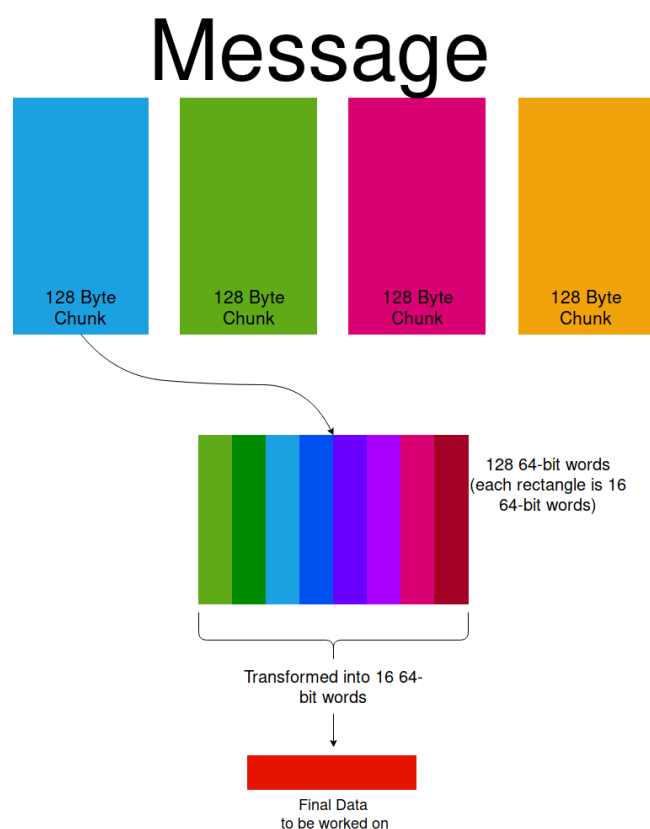 Message
128 Byte
Chunk
128 Byte
Chunk
128 Byte
Chunk
128 Byte
Chunk
128 64-bit words
(each rectangle is 16
64-bit words)
Transformed into 16 64-
bit words
Final Data
to be worked on